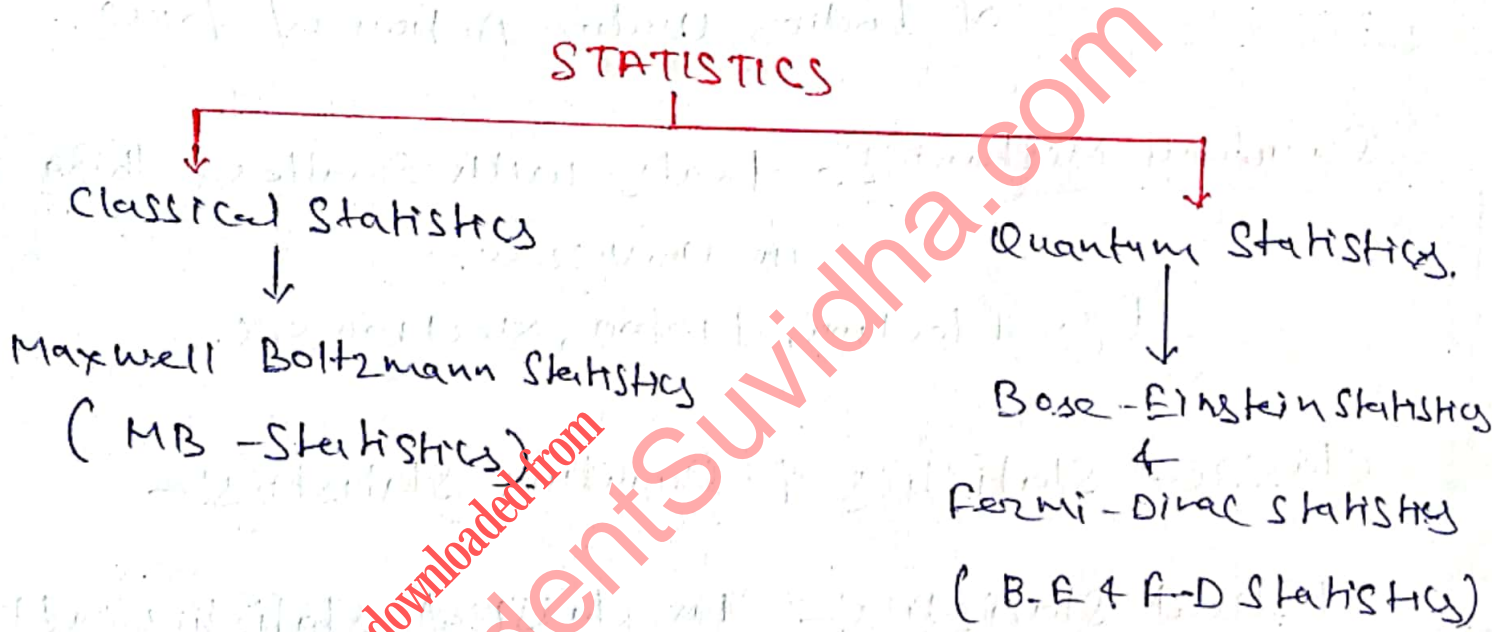 STATISTICS
Classical Statistics
Quantum Statistics.
Maxwell Boltzmann Statistics
(MB -Statistics).
Bose-Einstein Statistics
&
Fermi-Dirac Statistics
(B-E & F-D Statistics)
downloaded from
entSuvidha.com